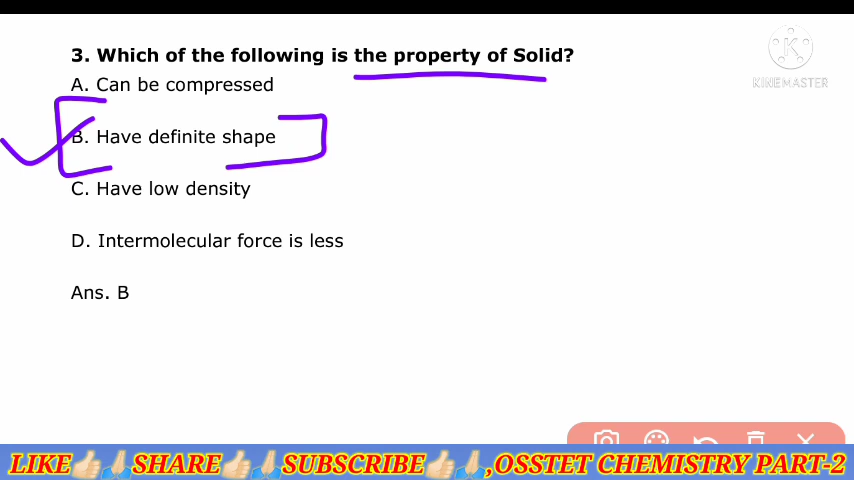 3. Which of the following is the property of Solid?
A. Can be compressed
KINEMASTER
B. Have definite shape
C. Have low density
D. Intermolecular force is less
Ans. B
LIKE👍🏻🙏🏻SHARE👍🏻🙏🏻SUBSCRIBE👍🏻🙏🏻,OSSTET CHEMISTRY PART-2